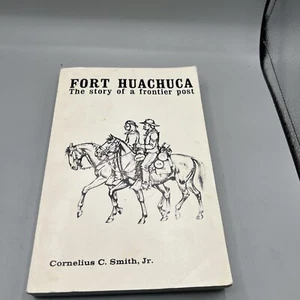 FORT HUACHUCA
The story of a frontier post
Cornelius C. Smith, Jr.